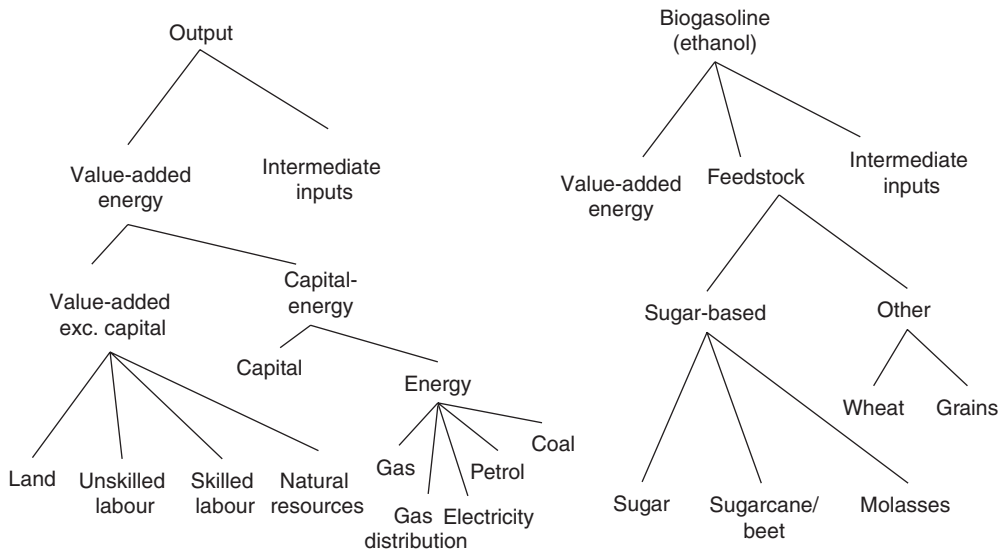 Output
Value-added
energy
Intermediate
inputs
Value-added
exc. capital
Capital-
energy
Capital
Energy
Land
Unskilled
labour
Skilled
labour
Natural
resources
Gas
Gas
distribution
Electricity
Petrol
Coal
Biogasoline
(ethanol)
Value-added
energy
Feedstock
Intermediate
inputs
Sugar-based
Other
Wheat
Grains
Sugar
Sugarcane/
beet
Molasses